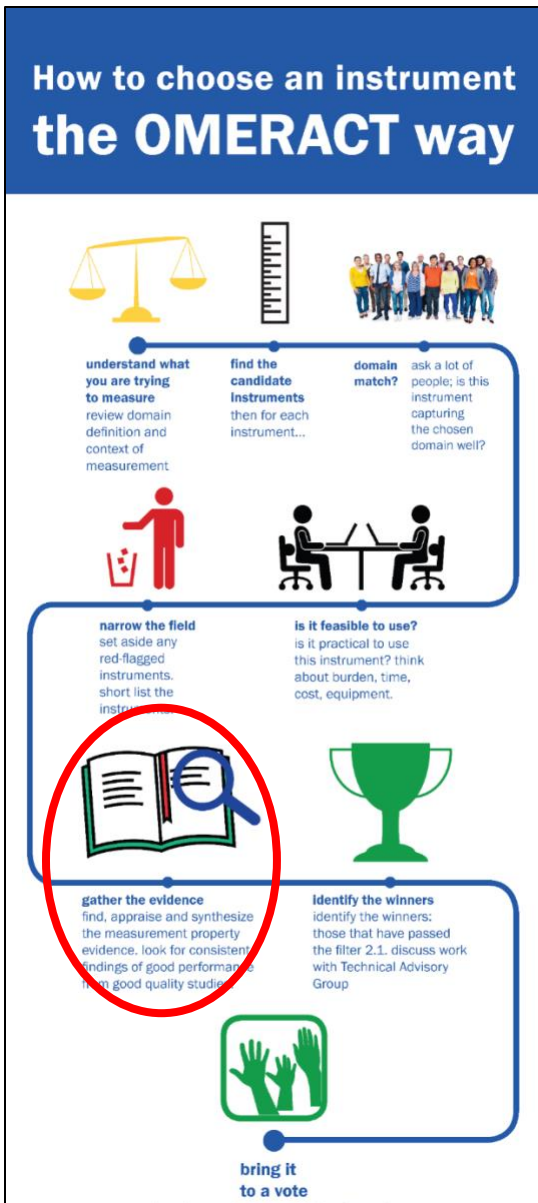 How to choose an instrument
the OMERACT way
understand what
you are trying
to measure
review domain
definition and
context of
measurement
find the
candidate
instruments
then for each
instrument...
domain
match?
ask a lot of
people; is this
instrument
capturing
the chosen
domain well?
narrow the field
set aside any
red-flagged
instruments.
short list the
instruments.
is it feasible to use?
is it practical to use
this instrument? think
about burden, time,
cost, equipment.
gather the evidence
find, appraise and synthesize
the measurement property
evidence. look for consistent
findings of good performance
from good quality studies
Identify the winners
identify the winners:
those that have passed
the filter 2.1. discuss work
with Technical Advisory
Group
bring it
to a vote